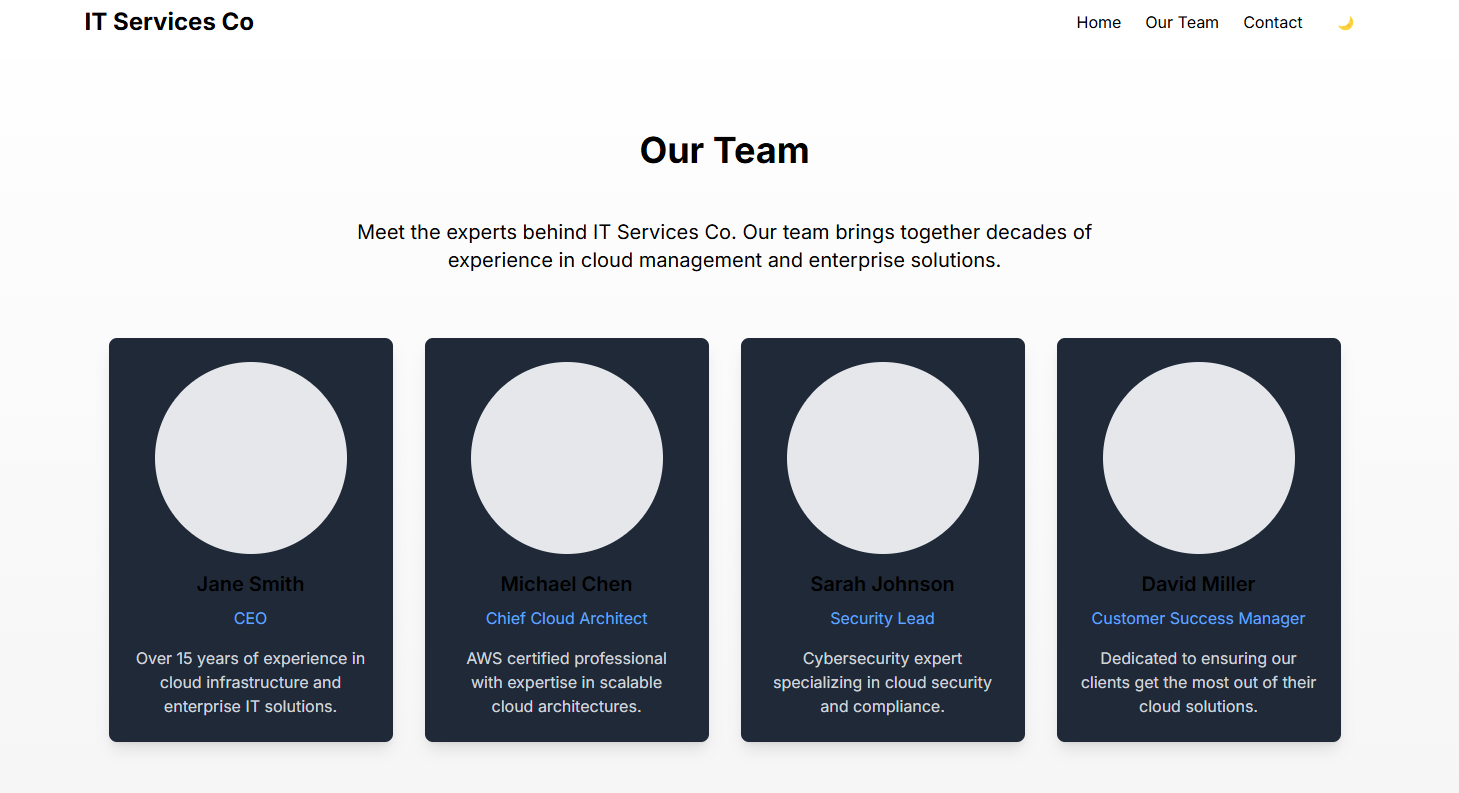 IT Services Co
Home Our Team Contact 🌙
Our Team
Meet the experts behind IT Services Co. Our team brings together decades of
experience in cloud management and enterprise solutions.
Jane Smith
CEO
Over 15 years of experience in
cloud infrastructure and
enterprise IT solutions.
Michael Chen
Chief Cloud Architect
AWS certified professional
with expertise in scalable
cloud architectures.
Sarah Johnson
Security Lead
Cybersecurity expert
specializing in cloud security
and compliance.
David Miller
Customer Success Manager
Dedicated to ensuring our
clients get the most out of their
cloud solutions.